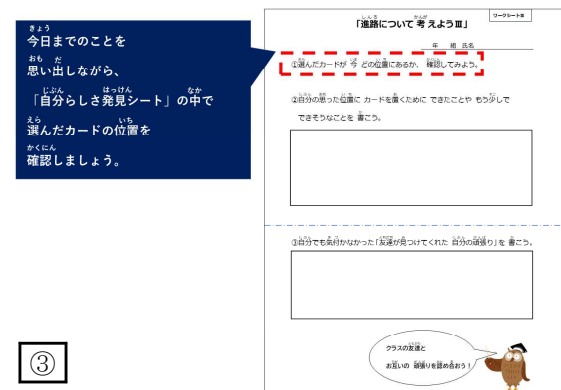 今日までのことを
思い出しながら、
「自分らしさ発見シート」の中で
選んだカードの位置を
確認しましょう。
③
ワークシートⅢ
「進路について考えようⅢ」
年 組 氏名
①選んだカードが 今 どの位置にあるか、確認してみよう。
②自分の思った位置に カードを置くために できたことや もう少しで
できそうなことを 書こう。
③自分でも気付かなかった「友達が見つけてくれた 自分の頑張り」を 書こう。
クラスの友達と
お互いの 頑張りを認め合おう！